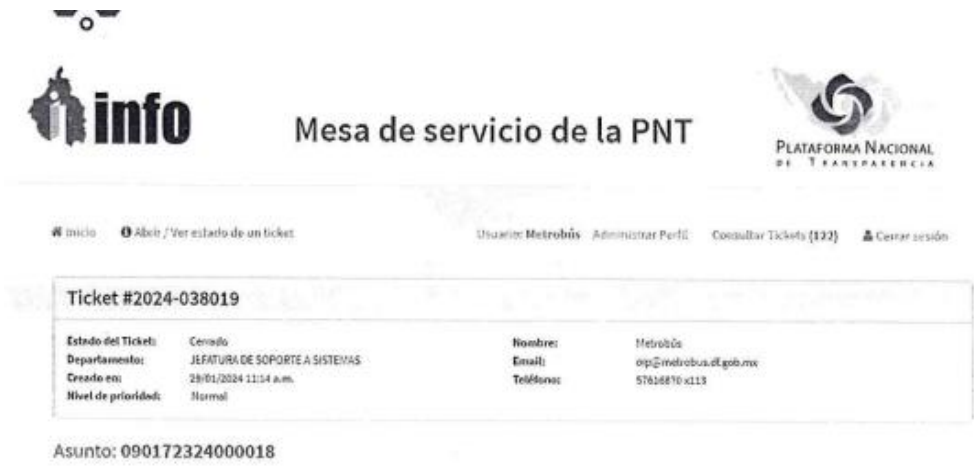 info
Mesa de servicio de la PNT
PLATAFORMA NACIONAL
DE TRANSPARENCIA
Inicio Abrir / Ver estado de un ticket Usuario: Metrobús Administrar Perfil Consultar Tickets (122) Cerrar sesión
Ticket #2024-038019
Estado del Ticket: Cerrado Nombre: Metrobús
Departamento: JEFATURA DE SOPORTE A SISTEMAS Email: oip@metrobus.df.gob.mx
Creado en: 29/01/2024 11:14 a.m. Teléfono: 57616870 x113
Nivel de prioridad: Normal
Asunto: 090172324000018